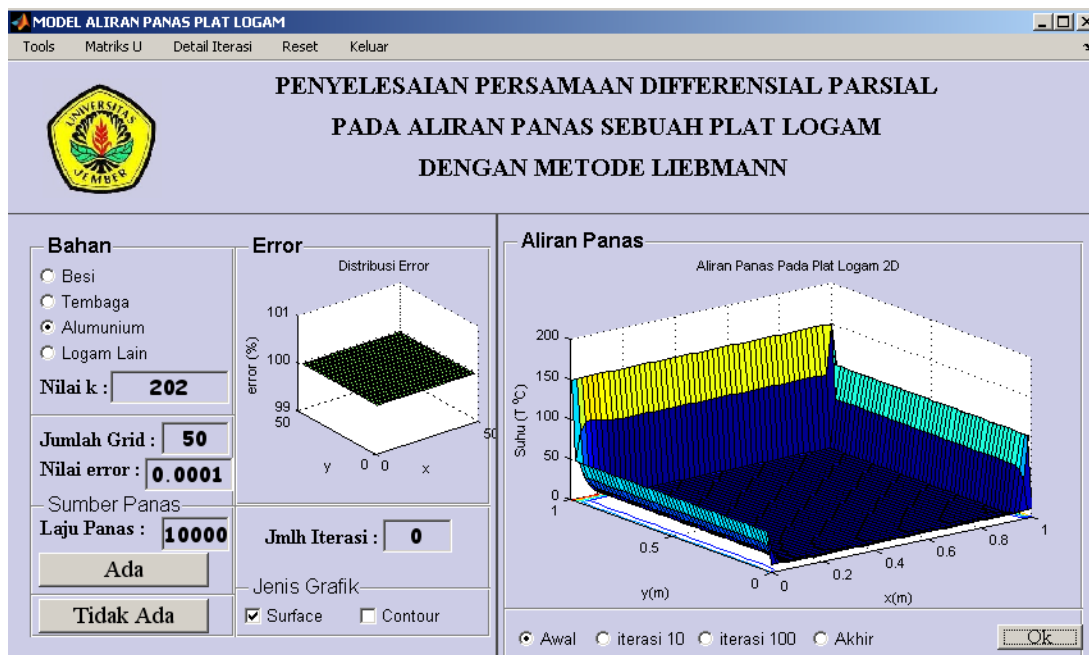 MODEL ALIRAN PANAS PLAT LOGAM
Tools Matriks U Detail Iterasi Reset Keluar
UNIVERSITAS
JEMBER
PENYELESAIAN PERSAMAAN DIFFERENSIAL PARSIAL
PADA ALIRAN PANAS SEBUAH PLAT LOGAM
DENGAN METODE LIEBMANN
Bahan
Besi
Tembaga
Alumunium
Logam Lain
Nilai k : 202
Jumlah Grid : 50
Nilai error : 0.0001
Sumber Panas
Laju Panas : 10000
Ada
Tidak Ada
Error
Distribusi Error
error (%)
101
100
99
50
y
0
0
x
50
Jmlh Iterasi : 0
Jenis Grafik
Surface Contour
Aliran Panas
Aliran Panas Pada Plat Logam 2D
Suhu (T °C)
200
150
100
50
0
1
0.5
0
y(m)
0
0.2
0.4
0.6
0.8
1
x(m)
Awal iterasi 10 iterasi 100 Akhir Ok